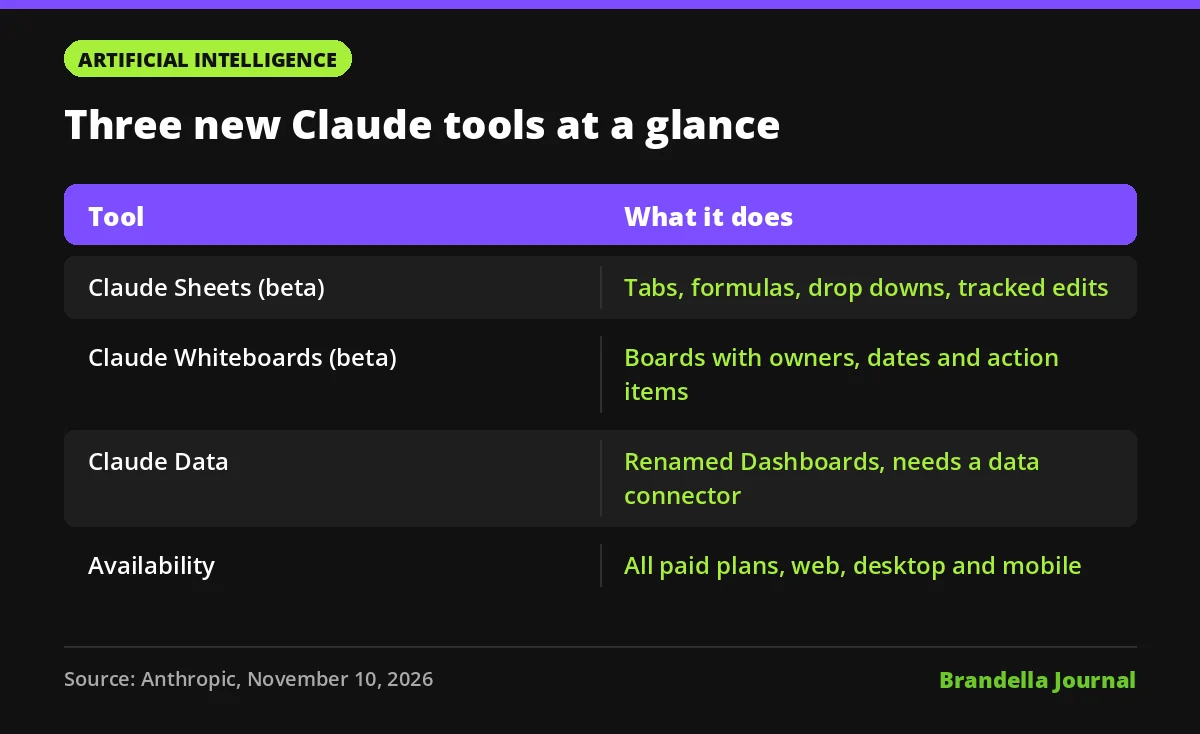 ARTIFICIAL INTELLIGENCE
Three new Claude tools at a glance
Tool What it does
Claude Sheets (beta) Tabs, formulas, drop downs, tracked edits
Claude Whiteboards (beta) Boards with owners, dates and action
items
Claude Data Renamed Dashboards, needs a data
connector
Availability All paid plans, web, desktop and mobile
Source: Anthropic, November 10, 2026 Brandella Journal